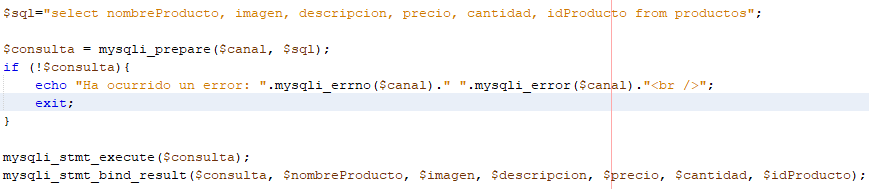 $sql="select nombreProducto, imagen, descripcion, precio, cantidad, idProducto from productos";
$consulta = mysqli_prepare($canal, $sql);
if (!$consulta){
echo "Ha ocurrido un error: ".mysqli_errno($canal)." ".mysqli_error($canal)."<br />";
exit;
}
mysqli_stmt_execute($consulta);
mysqli_stmt_bind_result($consulta, $nombreProducto, $imagen, $descripcion, $precio, $cantidad, $idProducto);